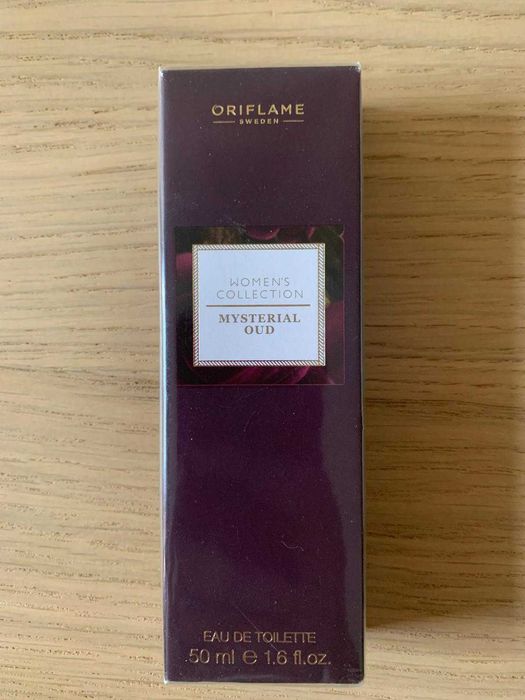 ORIFLAME
SWEDEN
WOMEN'S
COLLECTION
MYSTERIAL
OUD
EAU DE TOILETTE
50 ml ℮ 1.6 fl.oz.